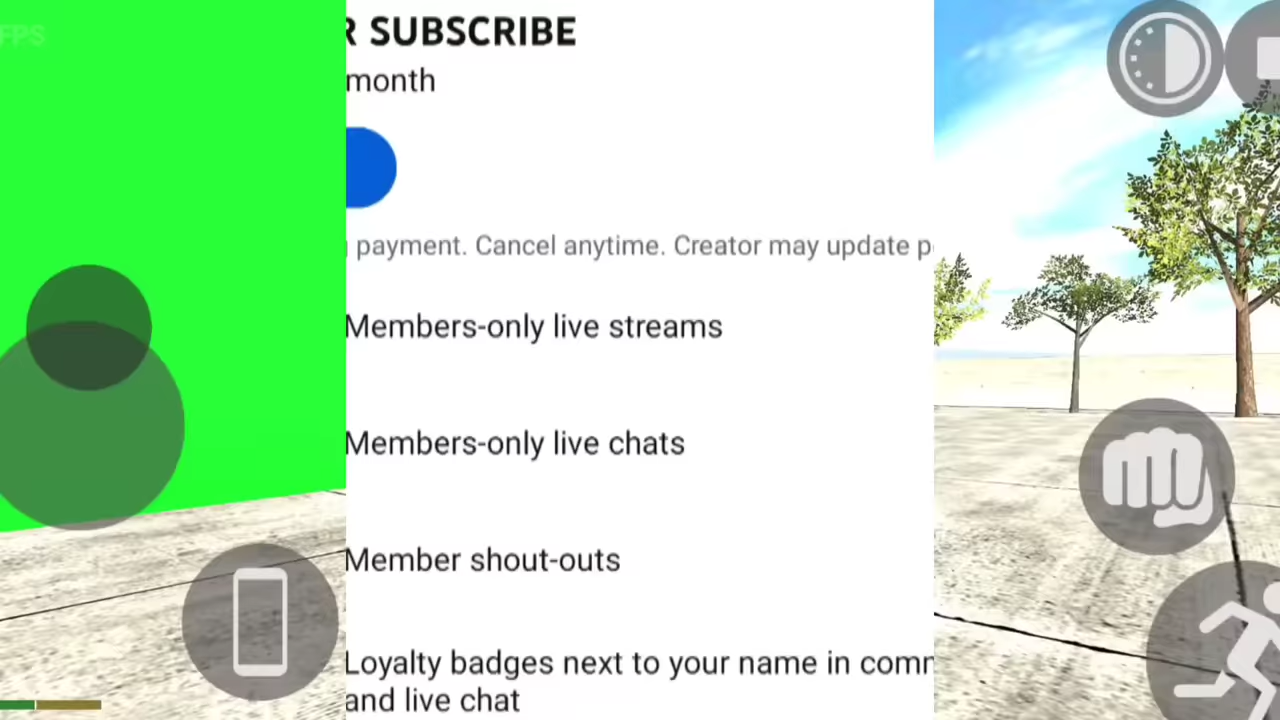 FPS
R SUBSCRIBE
month
payment. Cancel anytime. Creator may update p
Members-only live streams
Members-only live chats
Member shout-outs
Loyalty badges next to your name in comm
and live chat